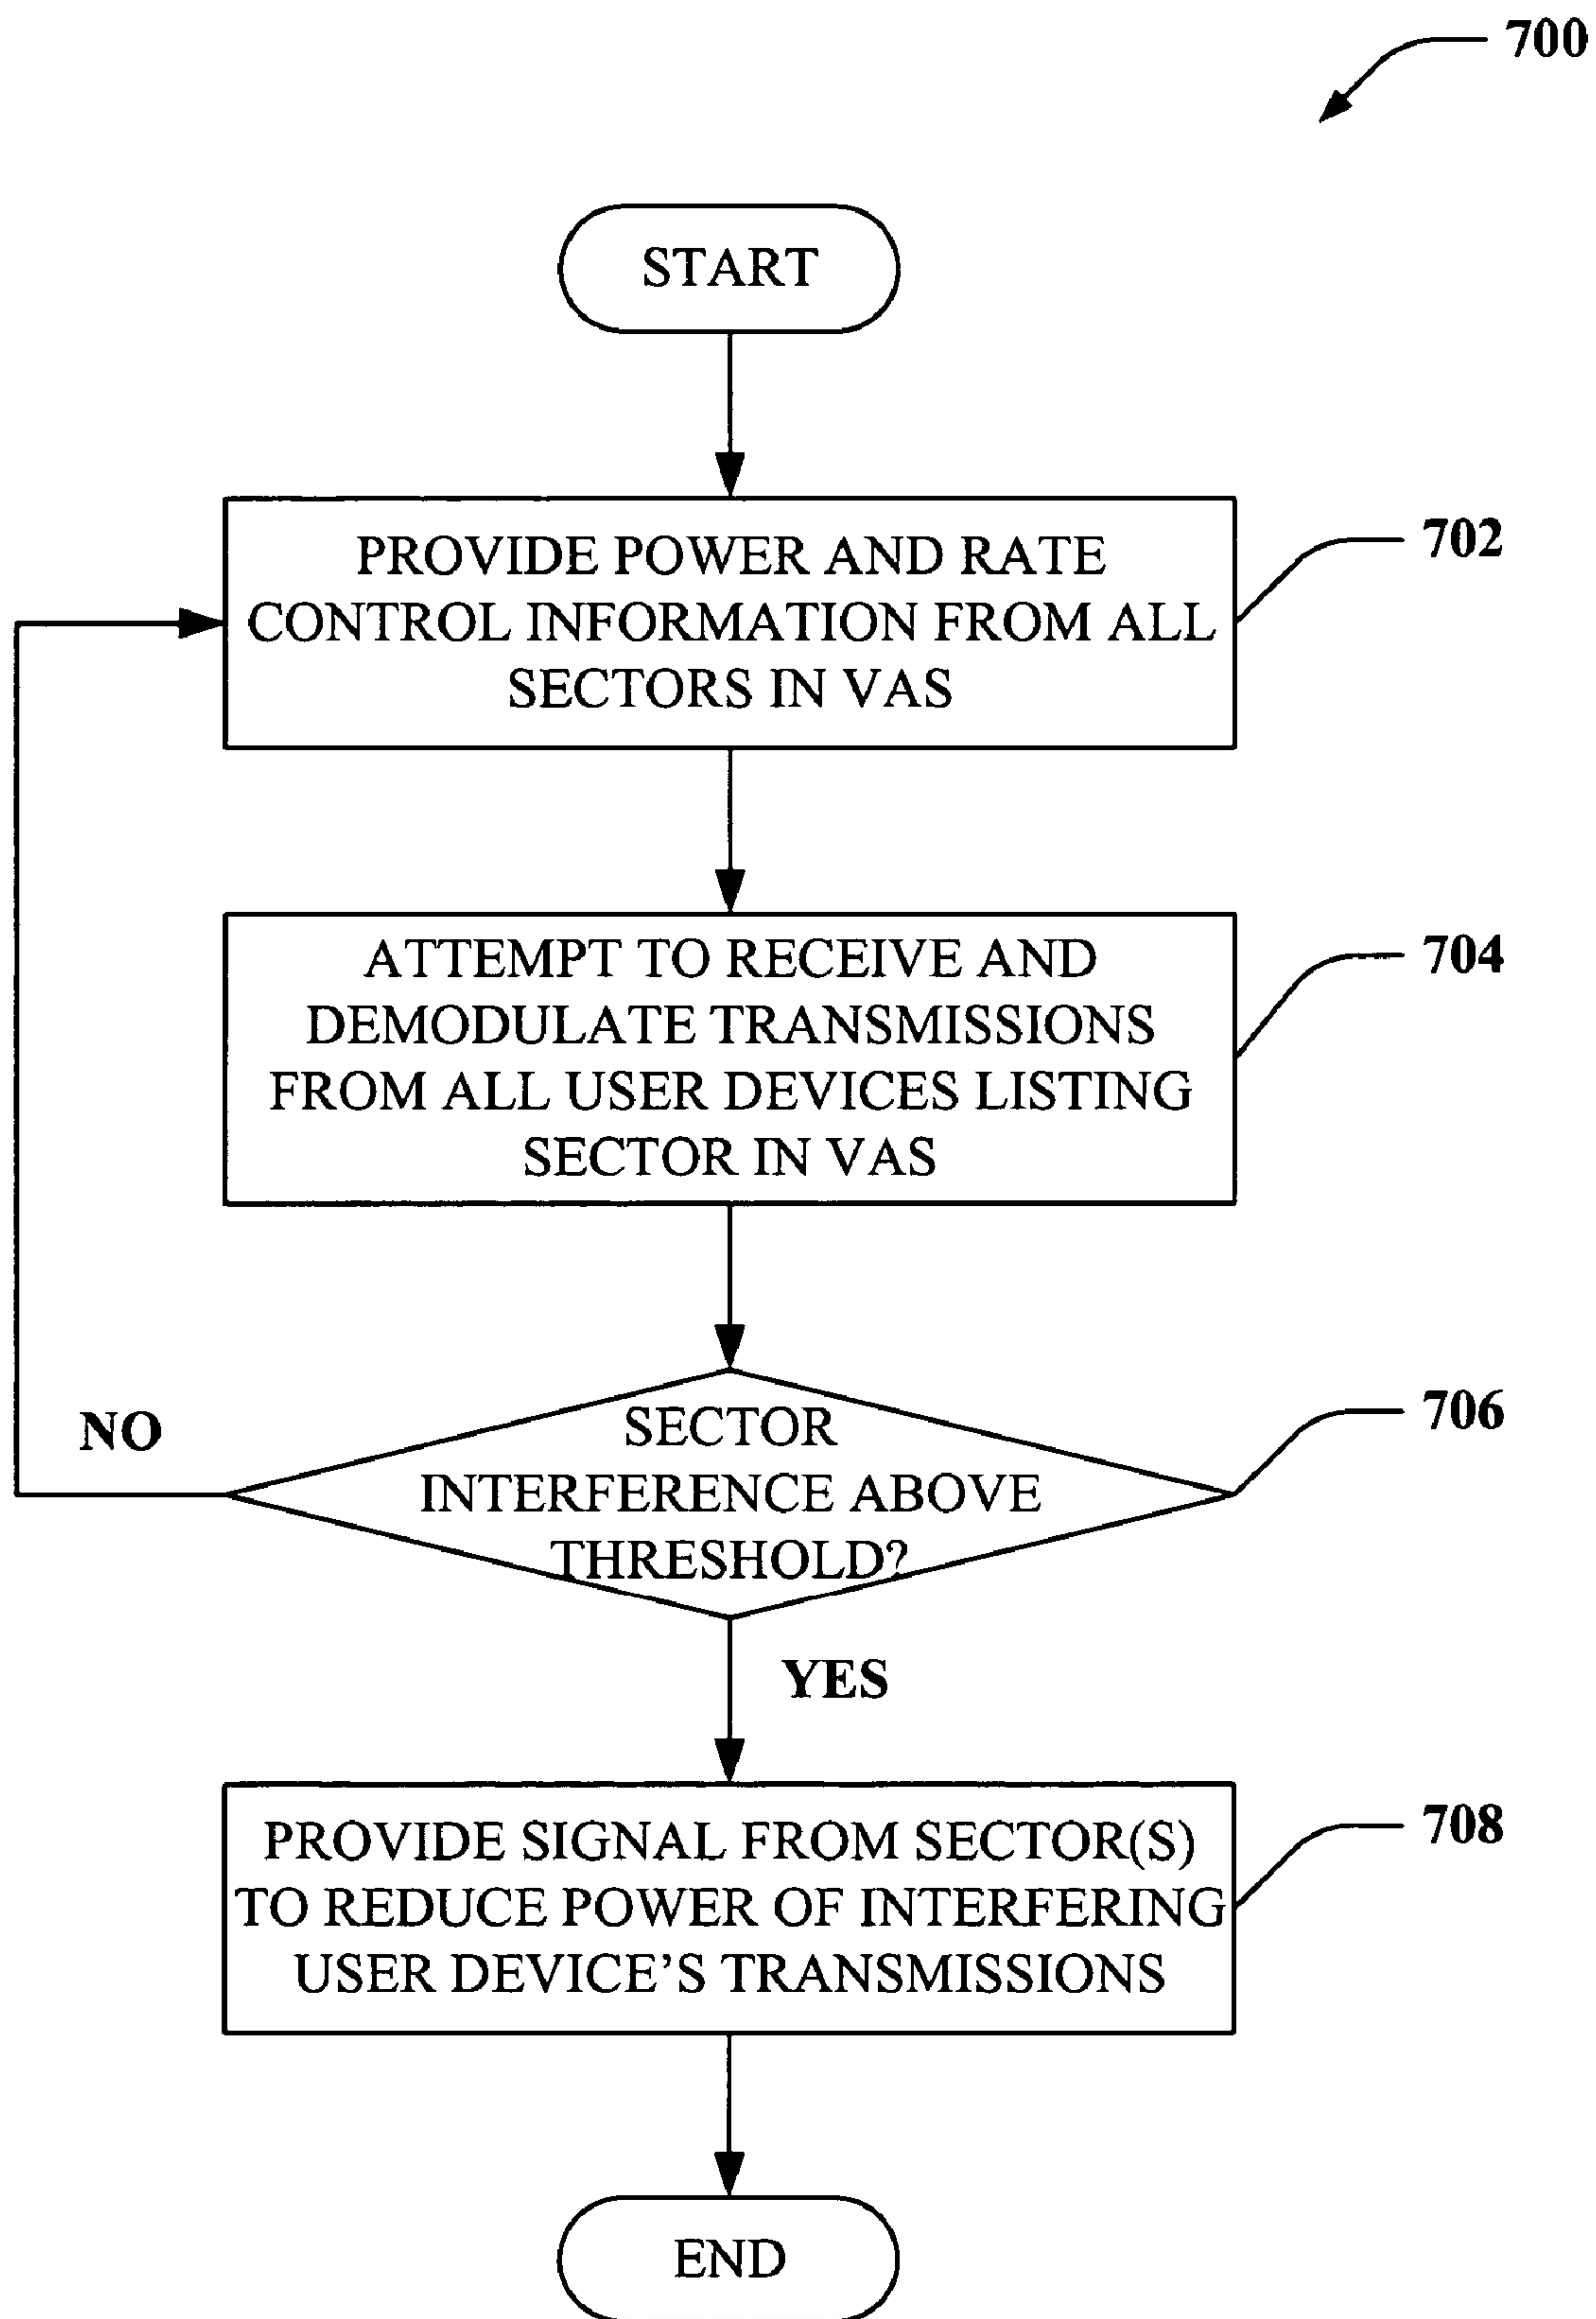 700
START
PROVIDE POWER AND RATE
CONTROL INFORMATION FROM ALL
SECTORS IN VAS
702
ATTEMPT TO RECEIVE AND
DEMODULATE TRANSMISSIONS
FROM ALL USER DEVICES LISTING
SECTOR IN VAS
704
SECTOR
INTERFERENCE ABOVE
THRESHOLD?
706
NO
YES
PROVIDE SIGNAL FROM SECTOR(S)
TO REDUCE POWER OF INTERFERING
USER DEVICE'S TRANSMISSIONS
708
END